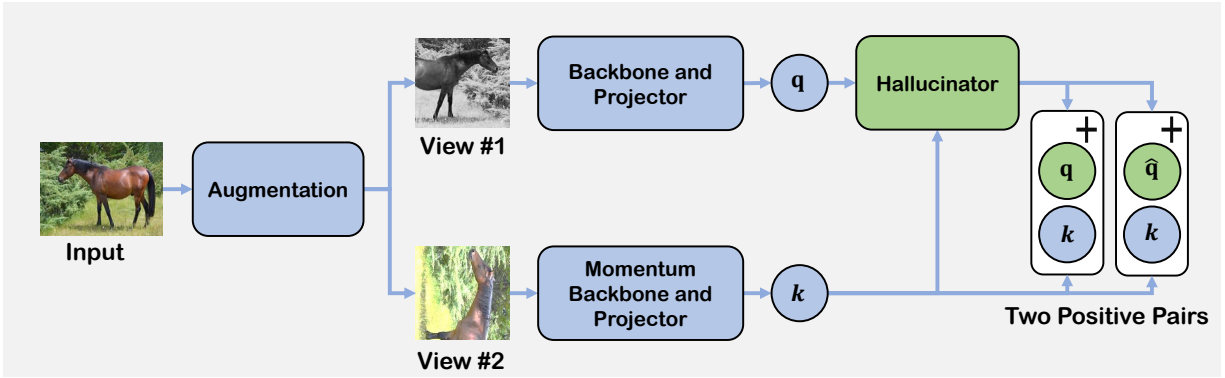 Input
Augmentation
View #1
Backbone and
Projector
q
Hallucinator
View #2
Momentum
Backbone and
Projector
k
+
q
k
+
q̂
k
Two Positive Pairs